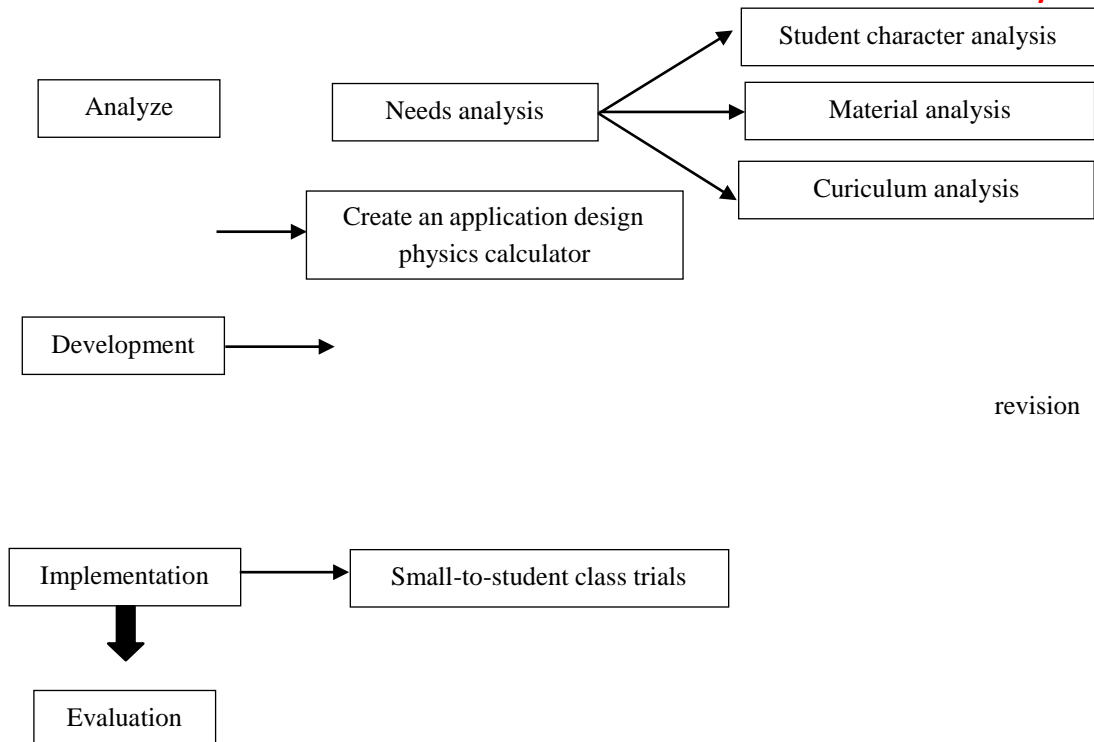 Student character analysis
Analyze
Needs analysis
Material analysis
Curiculum analysis
Create an application design
physics calculator
Development
revision
Implementation
Small-to-student class trials
Evaluation